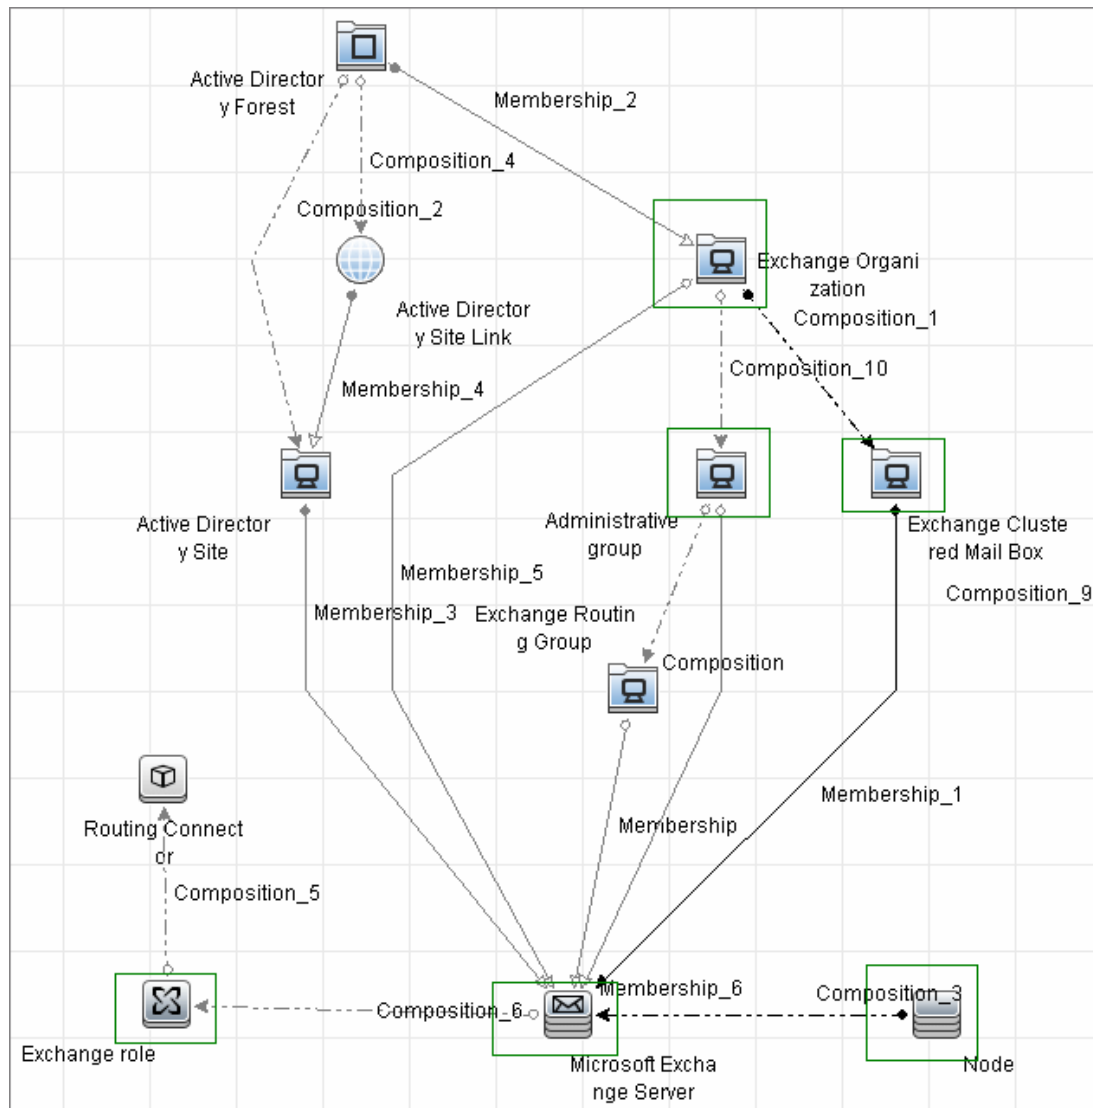 Active Director
y Forest
Membership_2
Composition_4
Composition_2
Exchange Organi
zation
Active Director
y Site Link
Composition_1
Composition_10
Membership_4
Active Director
y Site
Administrative
group
Exchange Cluste
red Mail Box
Membership_5
Membership_3
Composition_9
Exchange Routin
g Group
Composition
Membership_1
Routing Connect
or
Membership
Composition_5
Membership_6
Composition_3
Composition_6
Exchange role
Microsoft Excha
nge Server
Node